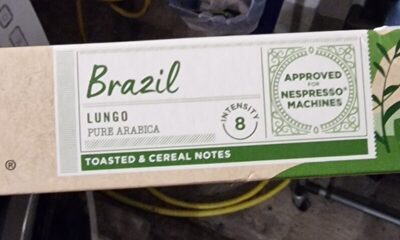 Brazil
LUNGO
PURE ARABICA
INTENSITY
8
APPROVED
FOR
NESPRESSO®
MACHINES
TOASTED & CEREAL NOTES
®